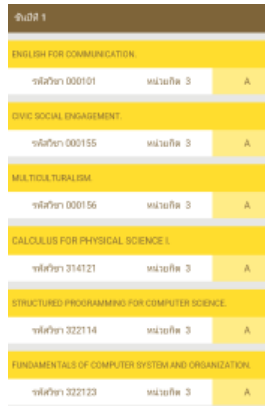 ชั้นปีที่ 1
ENGLISH FOR COMMUNICATION.
รหัสวิชา 000101 หน่วยกิต 3 A
CIVIC SOCIAL ENGAGEMENT.
รหัสวิชา 000155 หน่วยกิต 3 A
MULTICULTURALISM.
รหัสวิชา 000156 หน่วยกิต 3 A
CALCULUS FOR PHYSICAL SCIENCE I.
รหัสวิชา 314121 หน่วยกิต 3 A
STRUCTURED PROGRAMMING FOR COMPUTER SCIENCE.
รหัสวิชา 322114 หน่วยกิต 3 A
FUNDAMENTALS OF COMPUTER SYSTEM AND ORGANIZATION.
รหัสวิชา 322123 หน่วยกิต 3 A